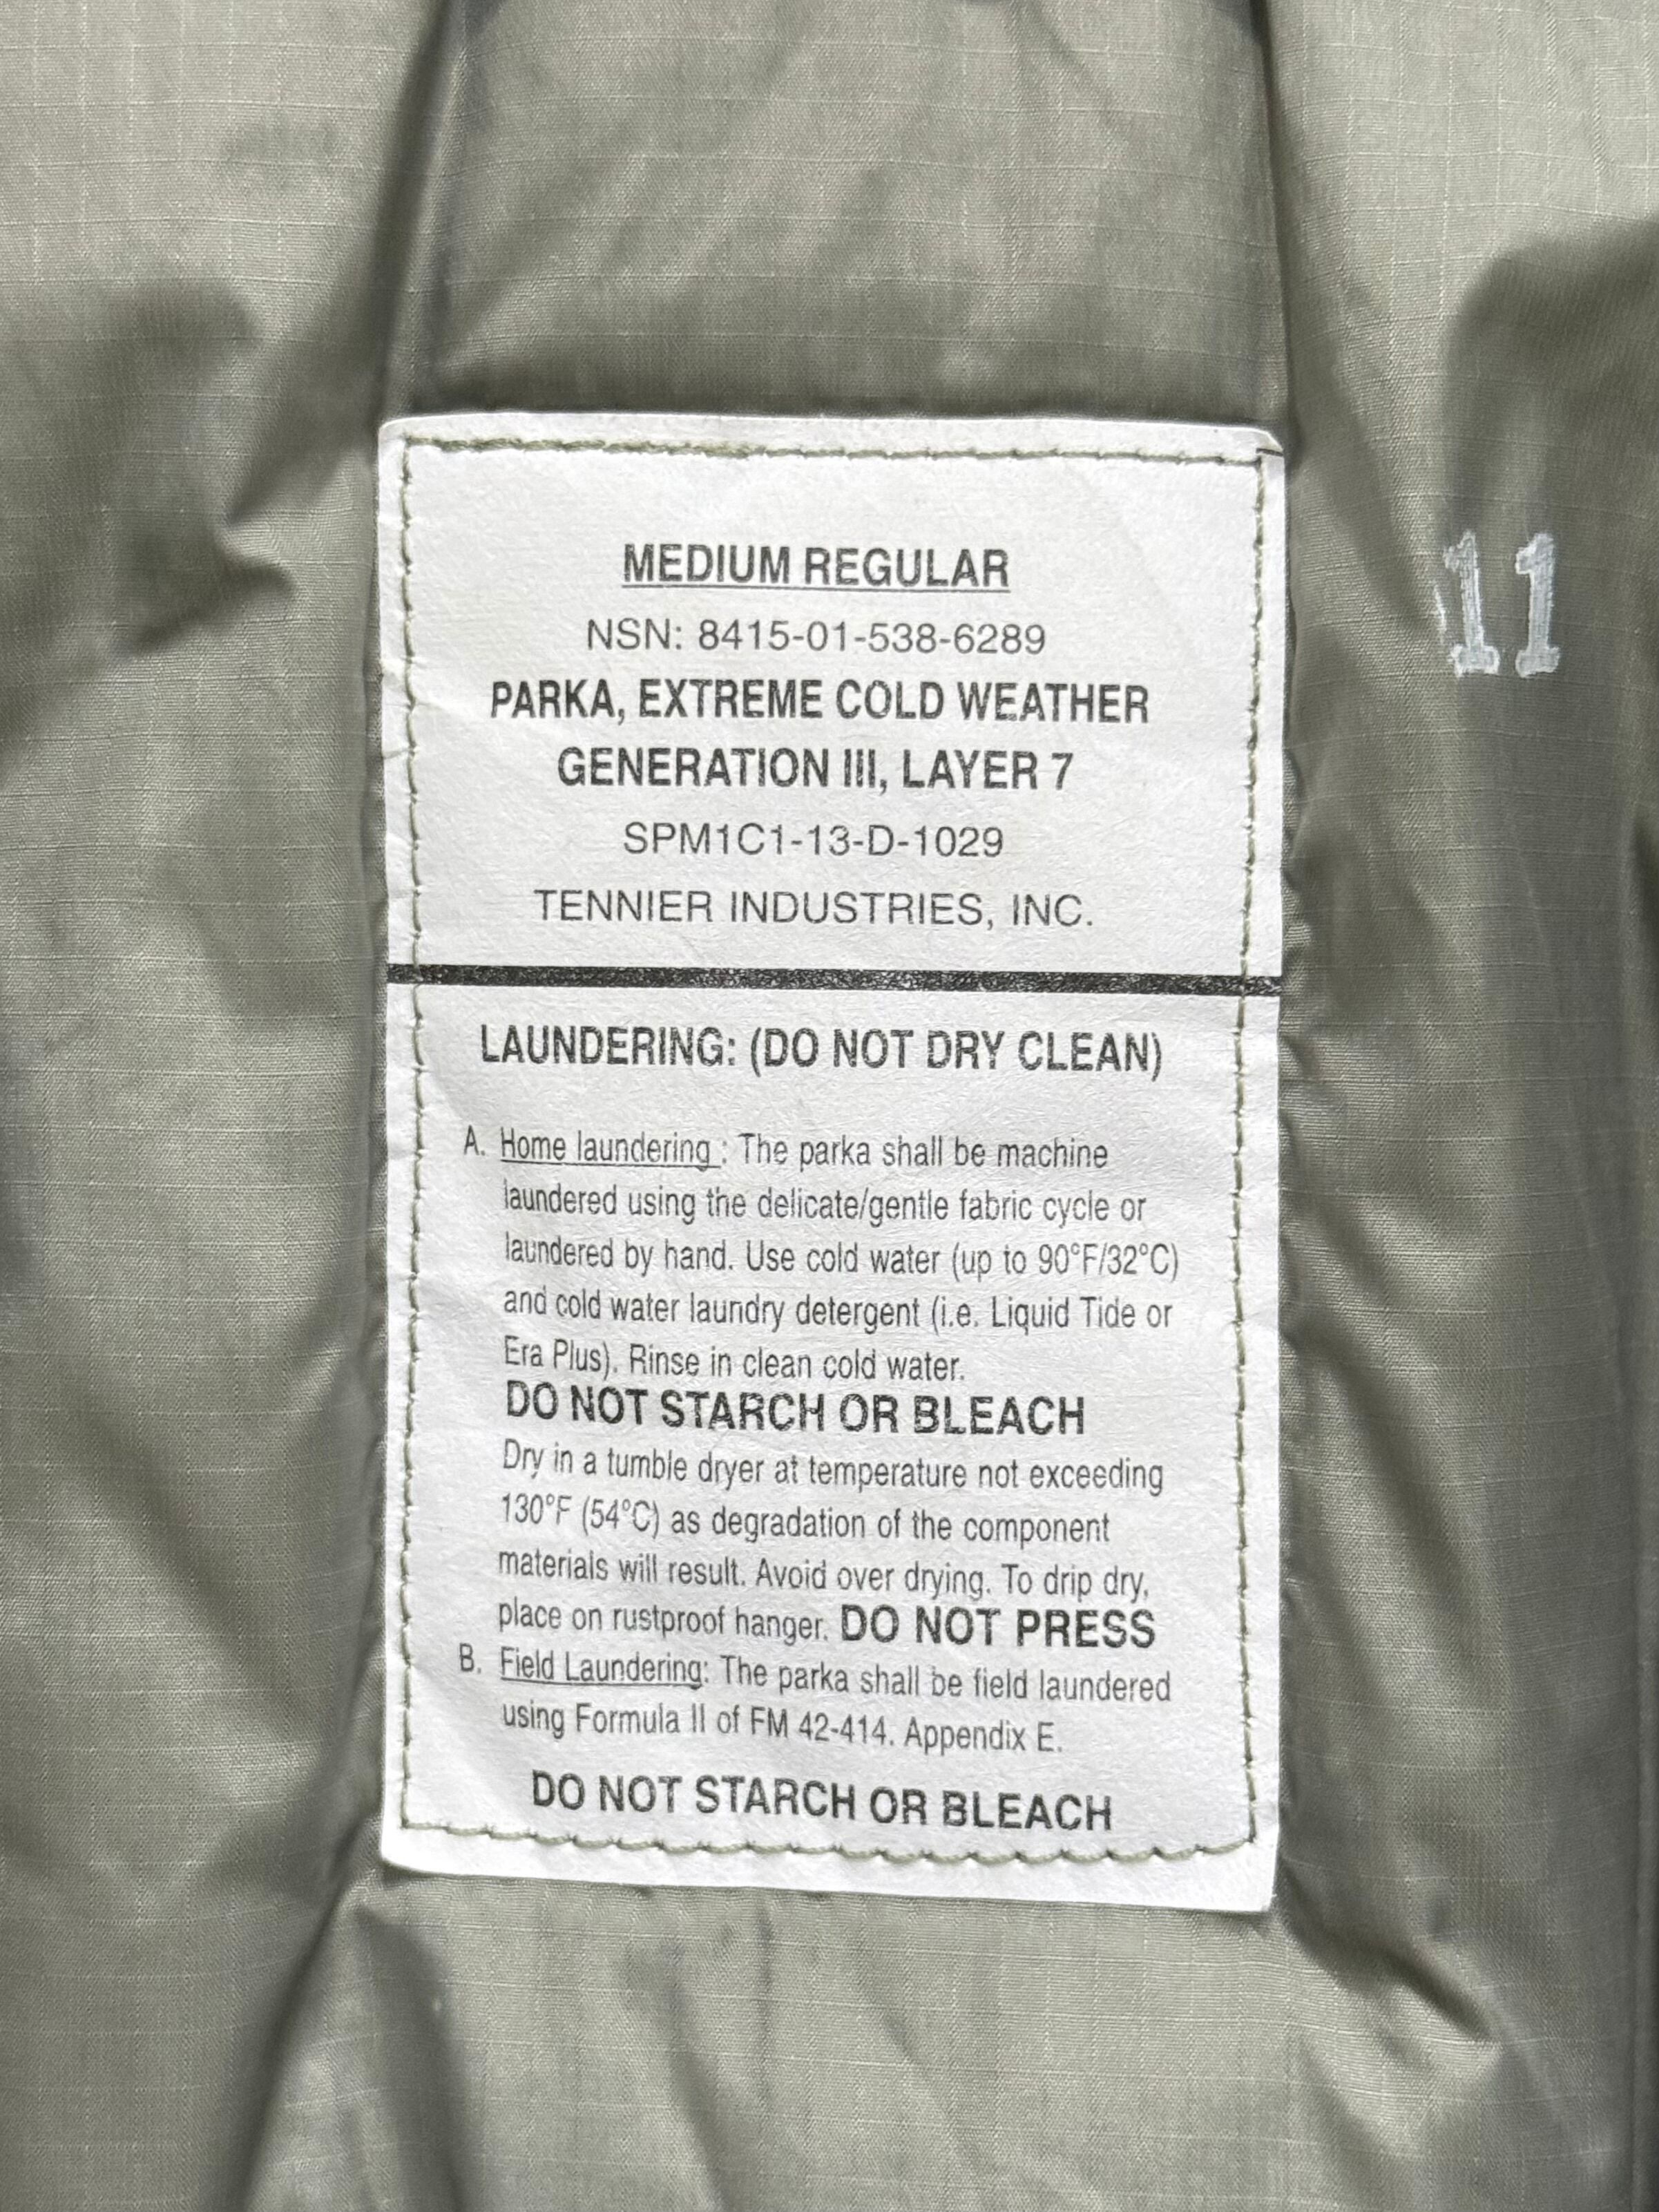 MEDIUM REGULAR
NSN: 8415-01-538-6289
PARKA, EXTREME COLD WEATHER
GENERATION III, LAYER 7
SPM1C1-13-D-1029
TENNIER INDUSTRIES, INC.
LAUNDERING: (DO NOT DRY CLEAN)
A. Home laundering : The parka shall be machine
laundered using the delicate/gentle fabric cycle or
laundered by hand. Use cold water (up to 90°F/32°C)
and cold water laundry detergent (i.e. Liquid Tide or
Era Plus). Rinse in clean cold water.
DO NOT STARCH OR BLEACH
Dry in a tumble dryer at temperature not exceeding
130°F (54°C) as degradation of the component
materials will result. Avoid over drying. To drip dry,
place on rustproof hanger. DO NOT PRESS
B. Field Laundering: The parka shall be field laundered
using Formula II of FM 42-414. Appendix E.
DO NOT STARCH OR BLEACH
11